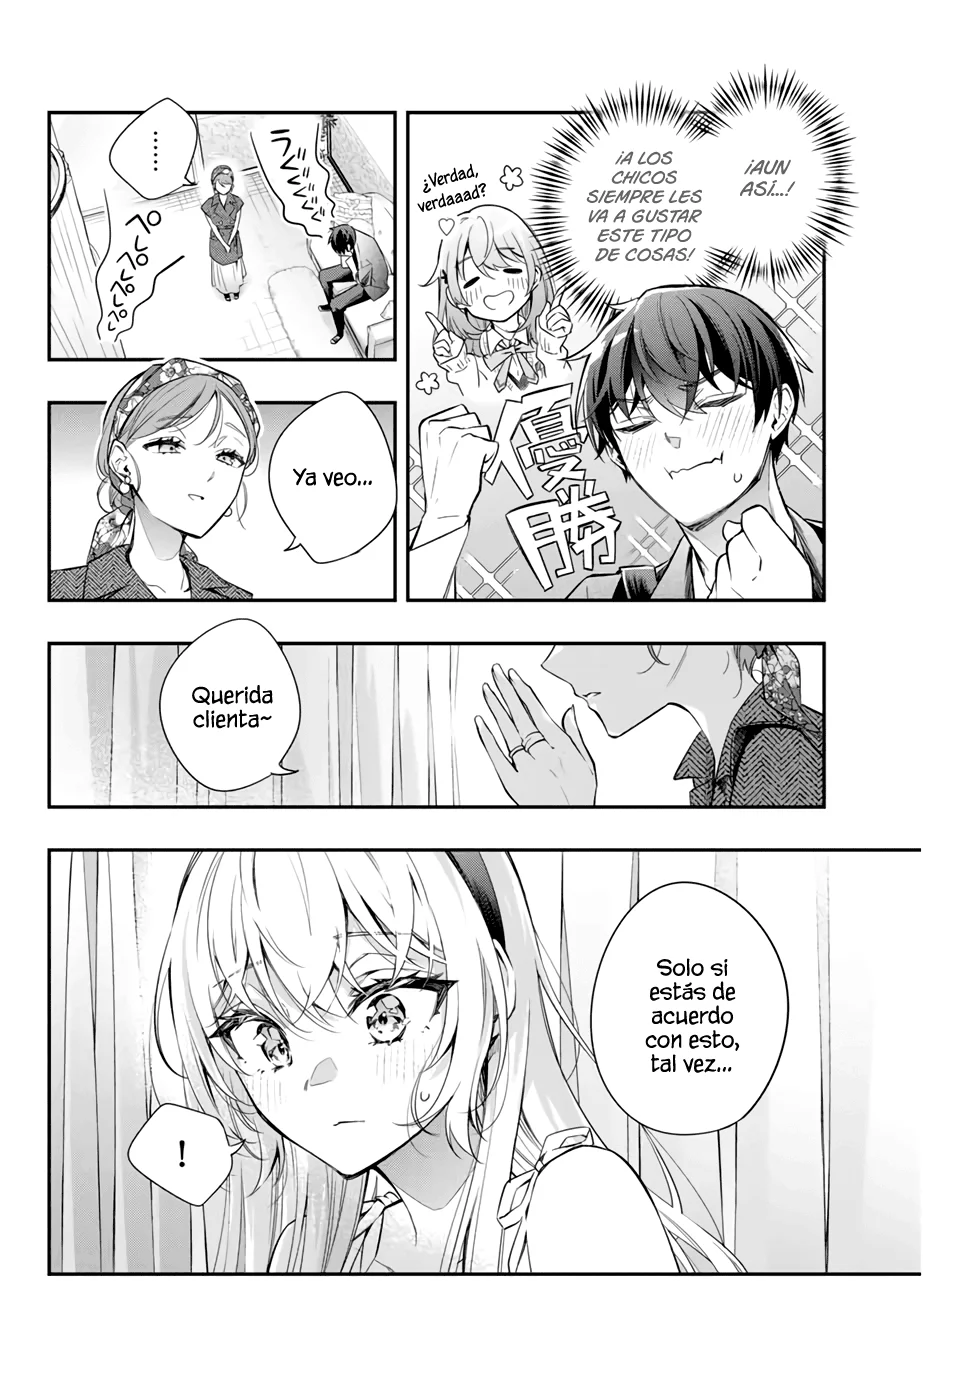 ¡AUN
ASÍ...!
¡A LOS
CHICOS
SIEMPRE LES
VA A GUSTAR
ESTE TIPO
DE COSAS!
¿Verdad,
verdaaad?
優勝
......
Ya veo...
Querida
clienta~
Solo si
estás de
acuerdo
con esto,
tal vez...
!